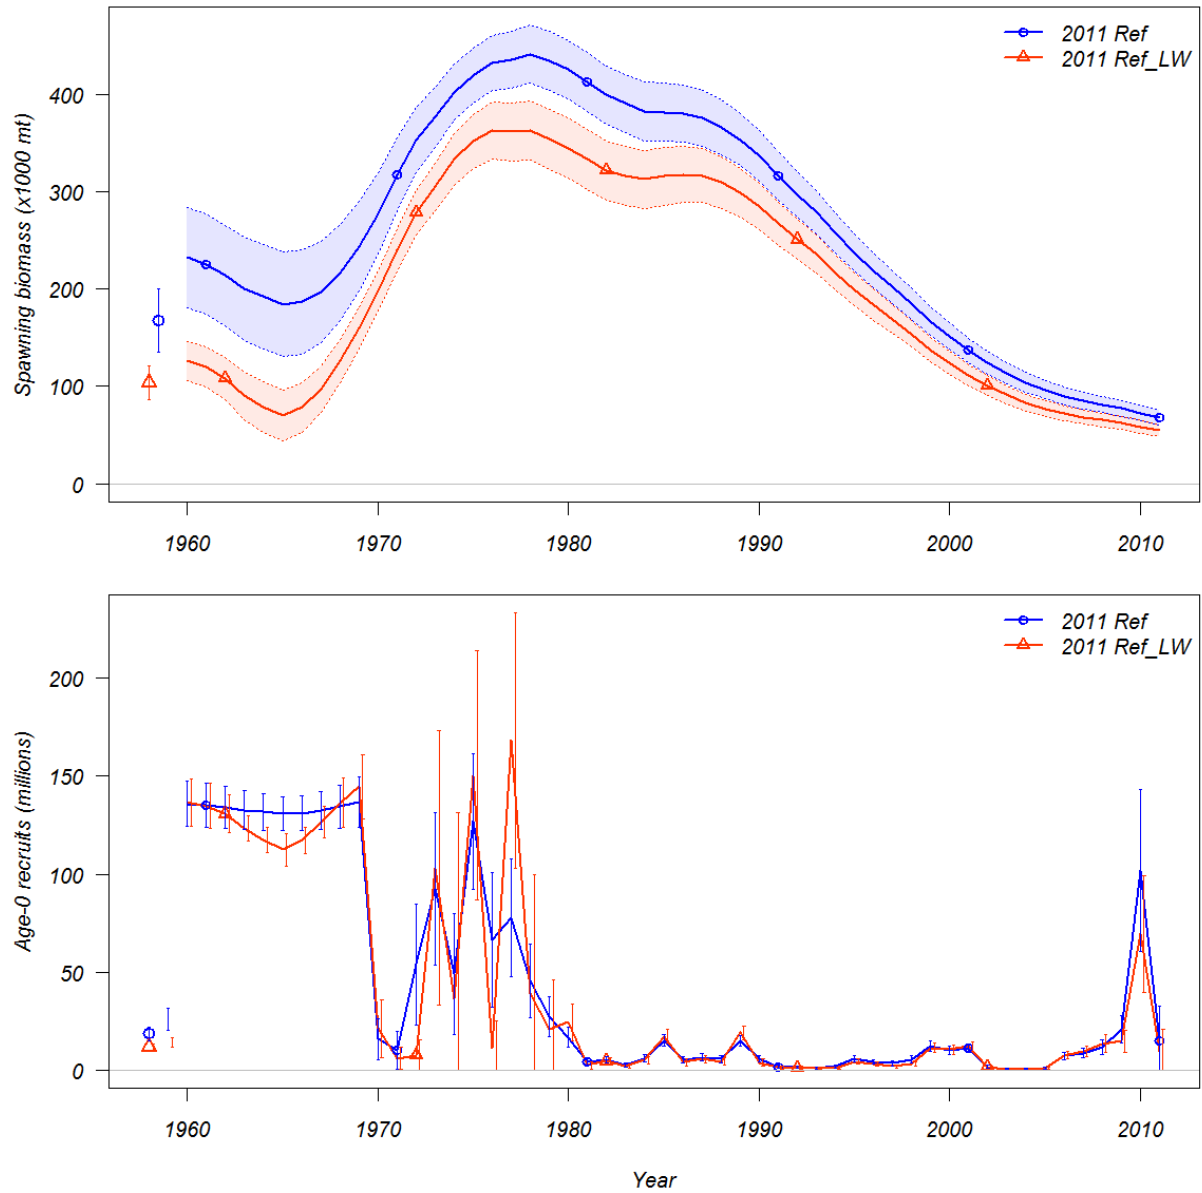 2011 Ref
2011 Ref_LW
Spawning biomass (x1000 mt)
400
300
200
100
0
1960 1970 1980 1990 2000 2010
2011 Ref
2011 Ref_LW
Age-0 recruits (millions)
200
150
100
50
0
1960 1970 1980 1990 2000 2010
Year